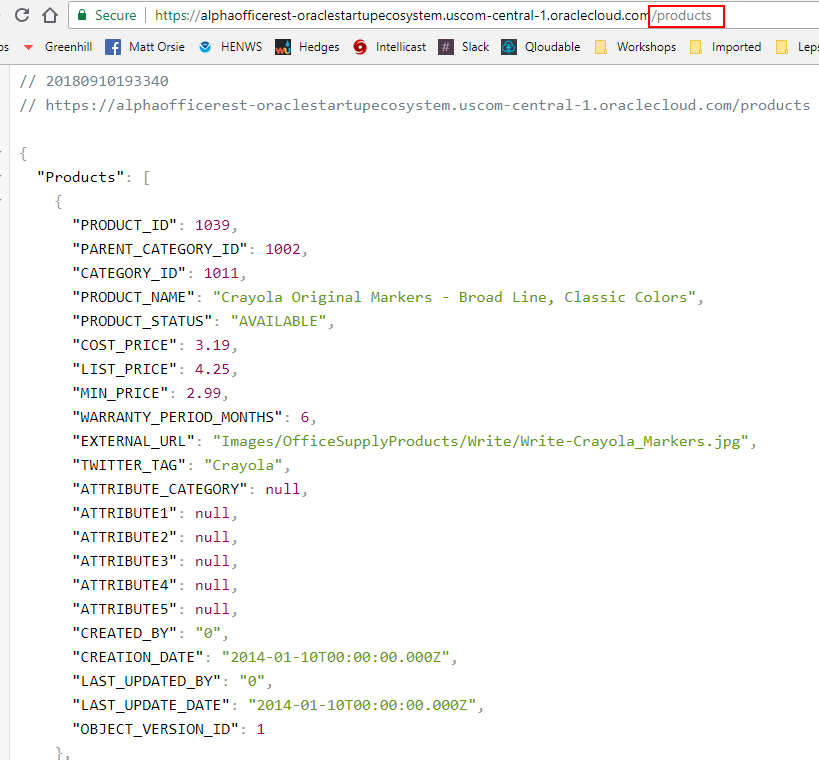 Secure https://alphaofficerest-oraclestartupecosystem.uscom-central-1.oraclecloud.com/products
Greenhill Matt Orsie HENWS Hedges Intellicast Slack Qloudable Workshops Imported
// 20180910193340
// https://alphaofficerest-oraclestartupecosystem.uscom-central-1.oraclecloud.com/products
{
"Products": [
{
"PRODUCT_ID": 1039,
"PARENT_CATEGORY_ID": 1002,
"CATEGORY_ID": 1011,
"PRODUCT_NAME": "Crayola Original Markers - Broad Line, Classic Colors",
"PRODUCT_STATUS": "AVAILABLE",
"COST_PRICE": 3.19,
"LIST_PRICE": 4.25,
"MIN_PRICE": 2.99,
"WARRANTY_PERIOD_MONTHS": 6,
"EXTERNAL_URL": "Images/OfficeSupplyProducts/Write/Write-Crayola_Markers.jpg",
"TWITTER_TAG": "Crayola",
"ATTRIBUTE_CATEGORY": null,
"ATTRIBUTE1": null,
"ATTRIBUTE2": null,
"ATTRIBUTE3": null,
"ATTRIBUTE4": null,
"ATTRIBUTE5": null,
"CREATED_BY": "0",
"CREATION_DATE": "2014-01-10T00:00:00.000Z",
"LAST_UPDATED_BY": "0",
"LAST_UPDATE_DATE": "2014-01-10T00:00:00.000Z",
"OBJECT_VERSION_ID": 1
},